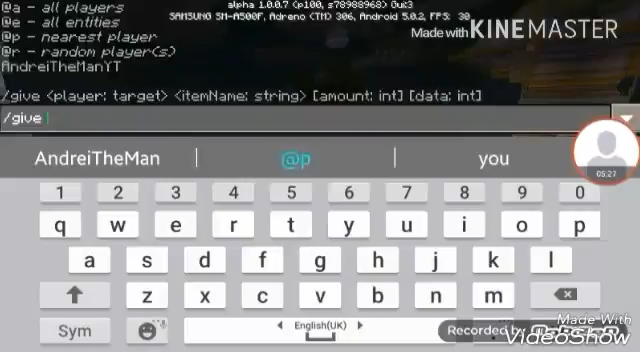 @a - all players
@e - all entities
@p - nearest player
@r - random player(s)
AndreiTheManYT
alpha 1.0.0.7 (p100, s78988968) Gui:3
SAMSUNG SM-A500F, Adreno (TM) 306, Android 5.0.2, FPS: 30
Made with KINEMASTER
/give <player: target> <itemName: string> [amount: int] [data: int]
/give
AndreiTheMan @p you
05:27
1 2 3 4 5 6 7 8 9 0
q w e r t y u i o p
a s d f g h j k l
z x c v b n m
Sym English(UK)
Recorded by
Made With
VideoShow